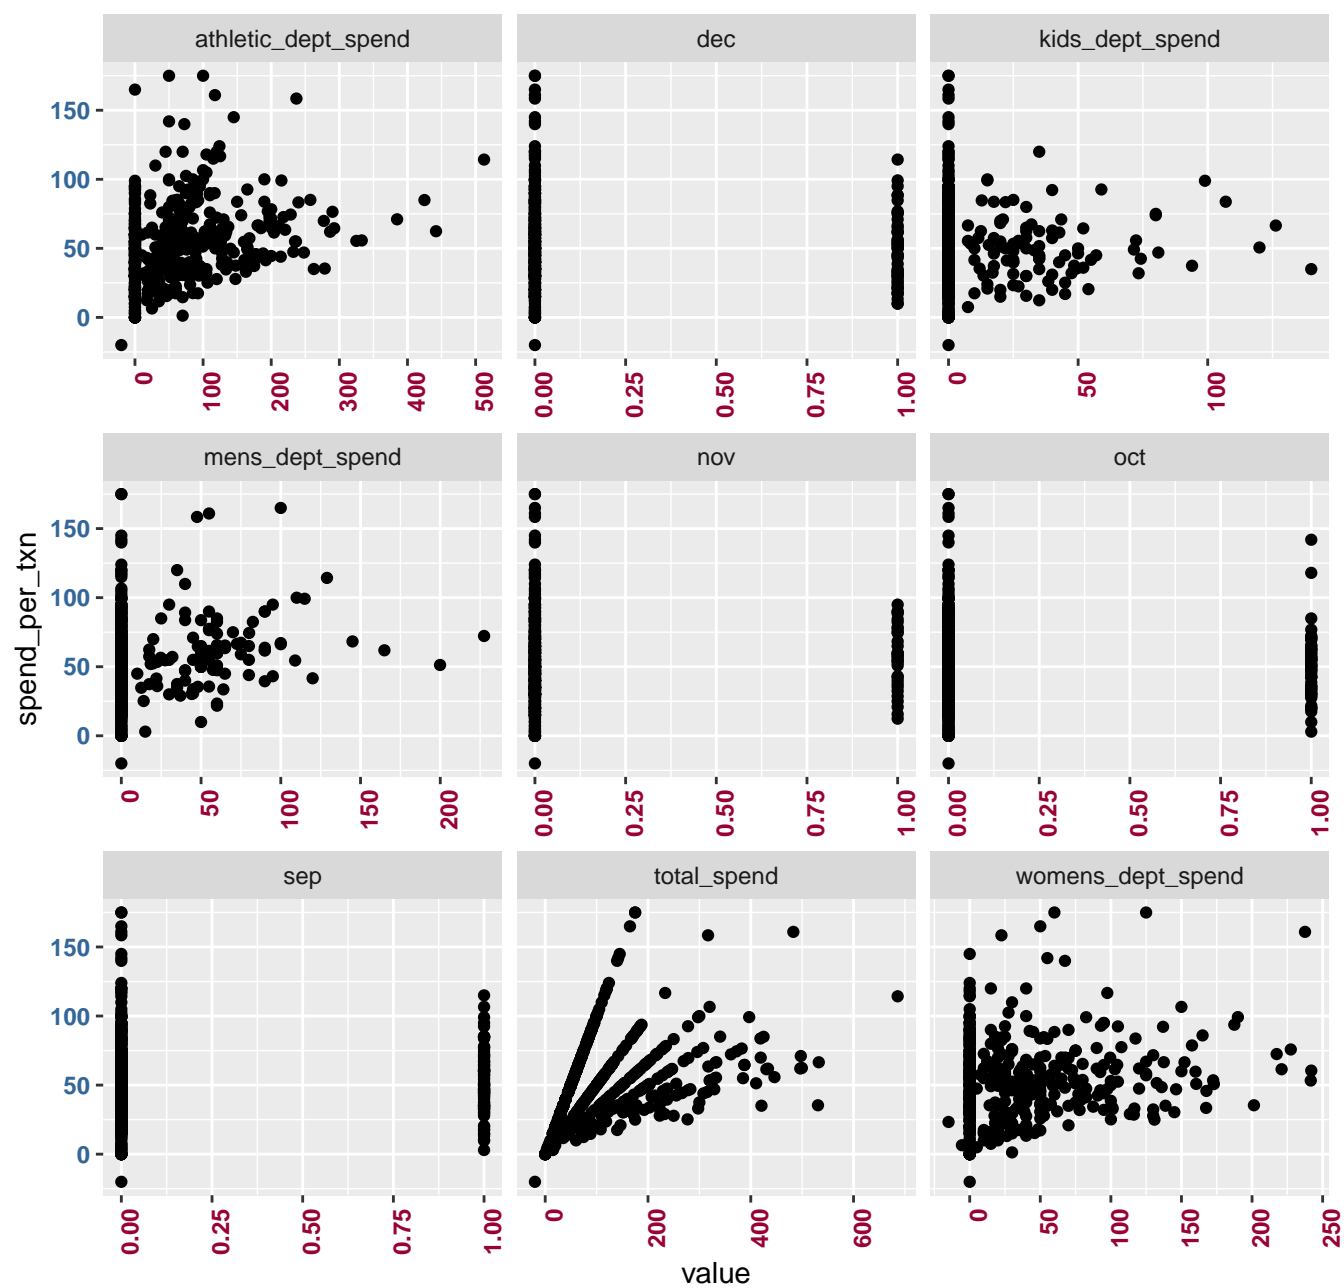 athletic_dept_spend dec kids_dept_spend
150
100
50
0
0 100 200 300 400 500 0.00 0.25 0.50 0.75 1.00 0 50 100
mens_dept_spend nov oct
150
100
50
0
0 50 100 150 200 0.00 0.25 0.50 0.75 1.00 0.00 0.25 0.50 0.75 1.00
spend_per_txn
sep total_spend womens_dept_spend
150
100
50
0
0.00 0.25 0.50 0.75 1.00 0 200 400 600 0 50 100 150 200 250
value